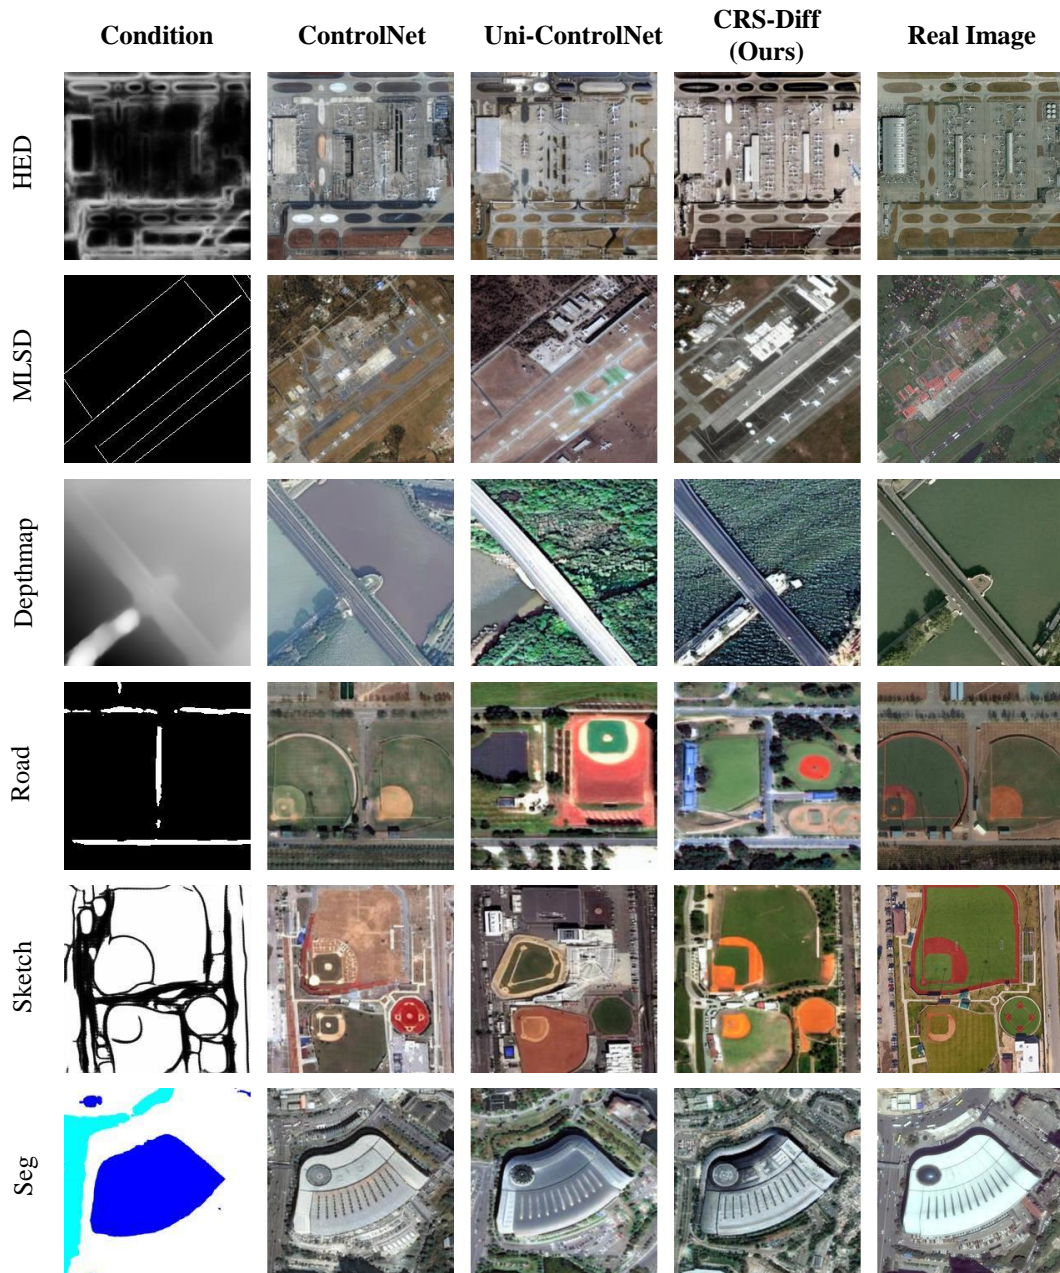 Condition
ControlNet
Uni-ControlNet
CRS-Diff
(Ours)
Real Image
HED
MLSD
Depthmap
Road
Sketch
Seg